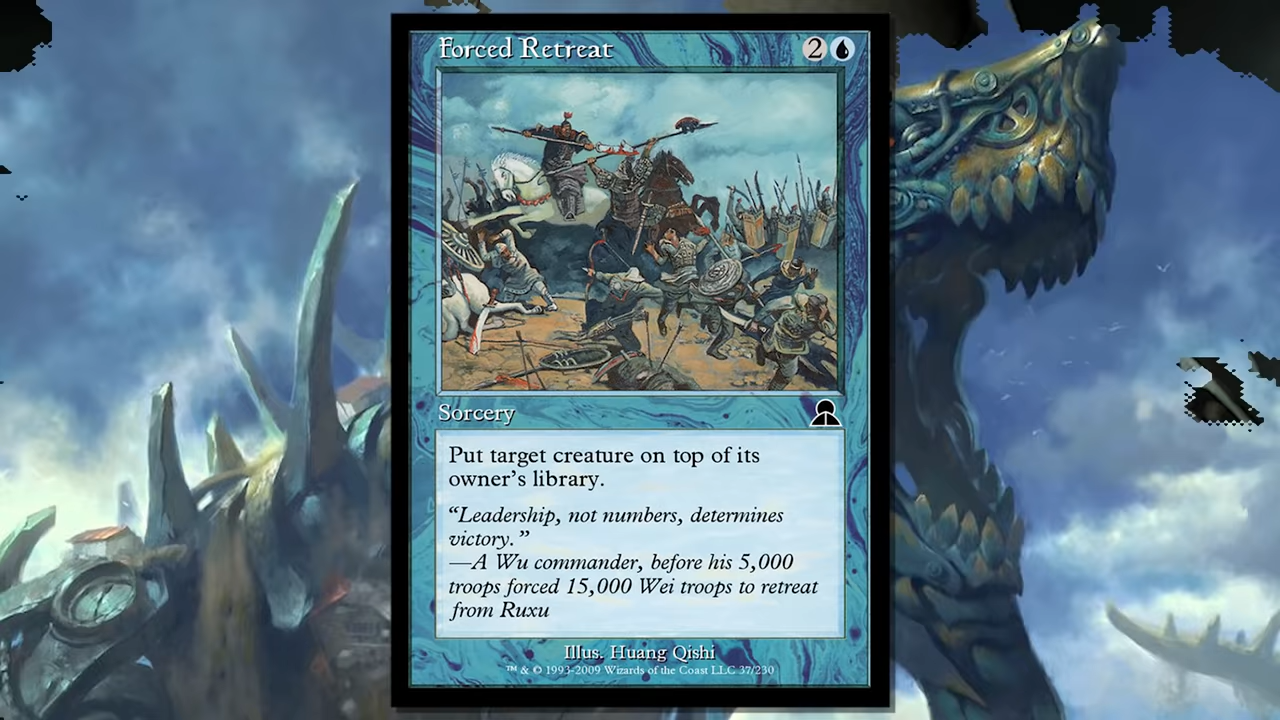 Forced Retreat 2
Sorcery
Put target creature on top of its
owner's library.
“Leadership, not numbers, determines
victory.”
—A Wu commander, before his 5,000
troops forced 15,000 Wei troops to retreat
from Ruxu
Illus. Huang Qishi
™ & © 1993-2009 Wizards of the Coast LLC 37/230